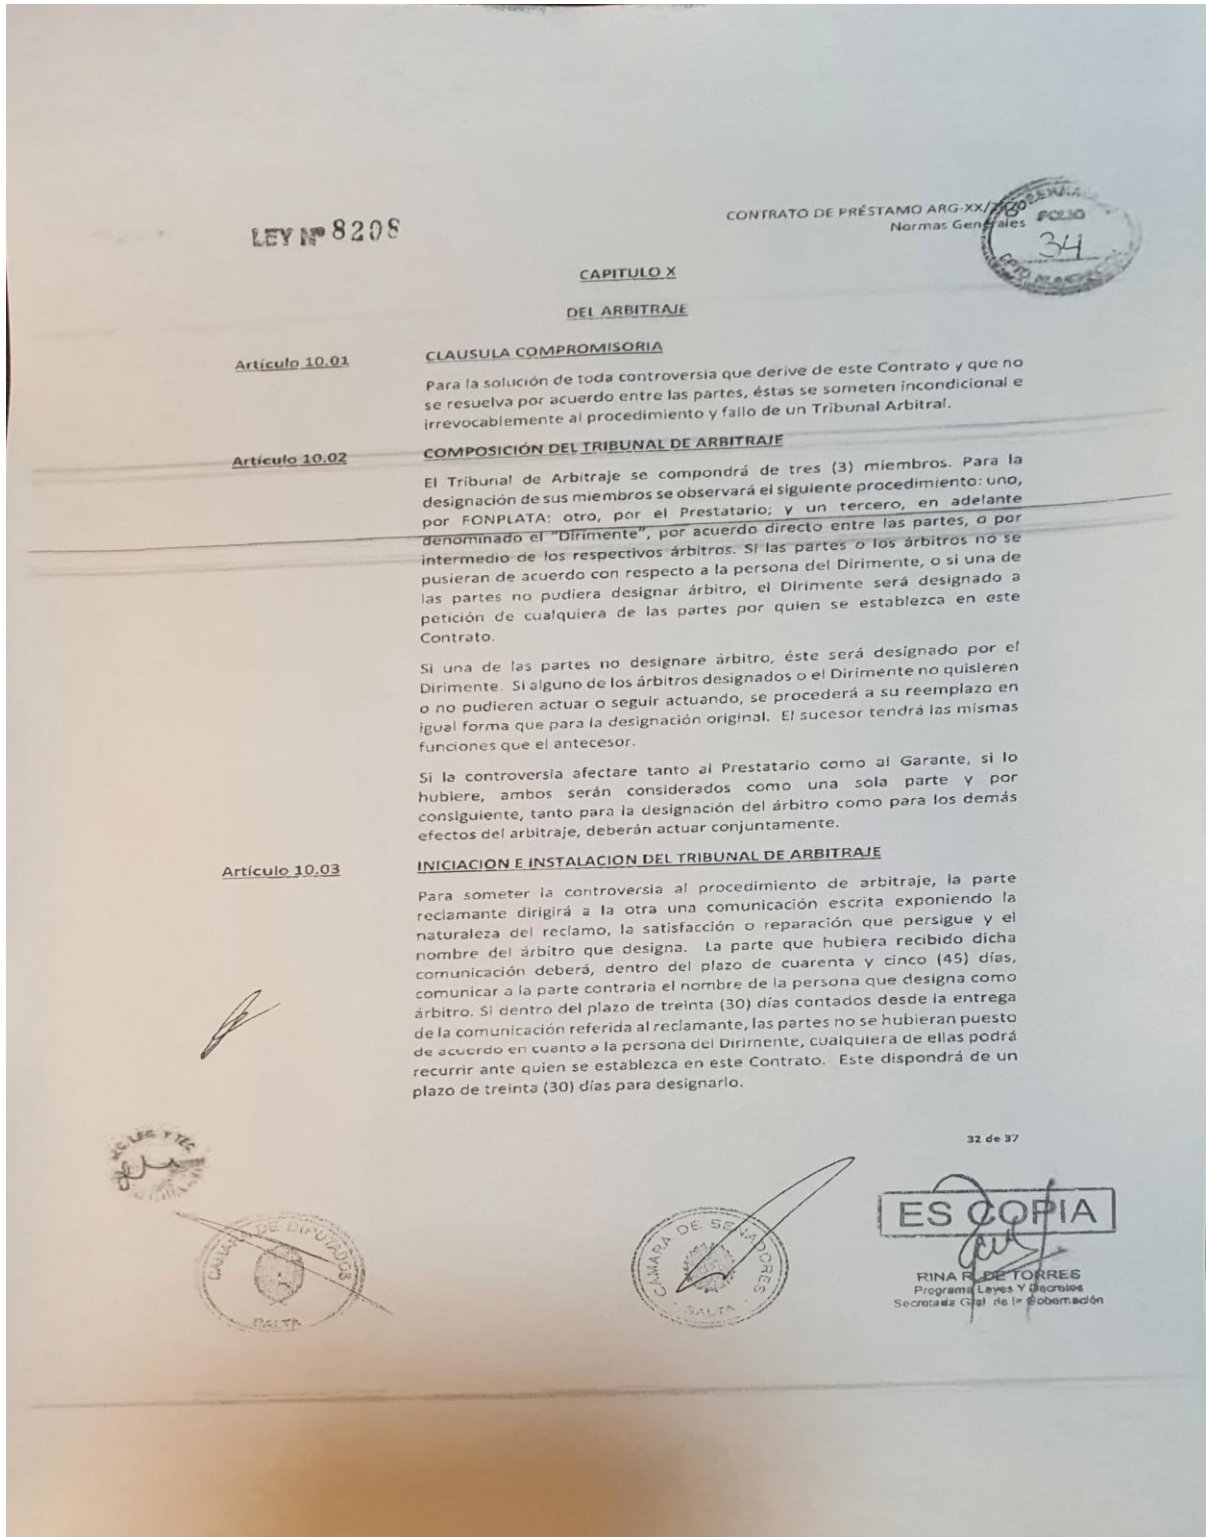 LEY Nº 8208
CONTRATO DE PRÉSTAMO ARG-XX/
Normas Generales
FOLIO
34
CAPITULO X
DEL ARBITRAJE
Artículo 10.01
CLAUSULA COMPROMISORIA
Para la solución de toda controversia que derive de este Contrato y que no
se resuelva por acuerdo entre las partes, éstas se someten incondicional e
irrevocablemente al procedimiento y fallo de un Tribunal Arbitral.
Artículo 10.02
COMPOSICIÓN DEL TRIBUNAL DE ARBITRAJE
El Tribunal de Arbitraje se compondrá de tres (3) miembros. Para la
designación de sus miembros se observará el siguiente procedimiento: uno,
por FONPLATA: otro, por el Prestatario; y un tercero, en adelante
denominado el "Dirimente", por acuerdo directo entre las partes, o por
intermedio de los respectivos árbitros. Si las partes o los árbitros no se
pusieran de acuerdo con respecto a la persona del Dirimente, o si una de
las partes no pudiera designar árbitro, el Dirimente será designado a
petición de cualquiera de las partes por quien se establezca en este
Contrato.
Si una de las partes no designare árbitro, éste será designado por el
Dirimente. Si alguno de los árbitros designados o el Dirimente no quisieren
o no pudieren actuar o seguir actuando, se procederá a su reemplazo en
igual forma que para la designación original. El sucesor tendrá las mismas
funciones que el antecesor.
Si la controversia afectare tanto al Prestatario como al Garante, si lo
hubiere, ambos serán considerados como una sola parte y por
consiguiente, tanto para la designación del árbitro como para los demás
efectos del arbitraje, deberán actuar conjuntamente.
Artículo 10.03
INICIACION E INSTALACION DEL TRIBUNAL DE ARBITRAJE
Para someter la controversia al procedimiento de arbitraje, la parte
reclamante dirigirá a la otra una comunicación escrita exponiendo la
naturaleza del reclamo, la satisfacción o reparación que persigue y el
nombre del árbitro que designa. La parte que hubiera recibido dicha
comunicación deberá, dentro del plazo de cuarenta y cinco (45) días,
comunicar a la parte contraria el nombre de la persona que designa como
árbitro. Si dentro del plazo de treinta (30) días contados desde la entrega
de la comunicación referida al reclamante, las partes no se hubieran puesto
de acuerdo en cuanto a la persona del Dirimente, cualquiera de ellas podrá
recurrir ante quien se establezca en este Contrato. Este dispondrá de un
plazo de treinta (30) días para designarlo.
32 de 37
LEG. Y TEC.
CAMARA DE DIPUTADOS
SALTA
CÁMARA DE SENADORES
SALTA
ES COPIA
RINA R. DE TORRES
Programa Leyes Y Decretos
Secretaría Gral de la Gobernación